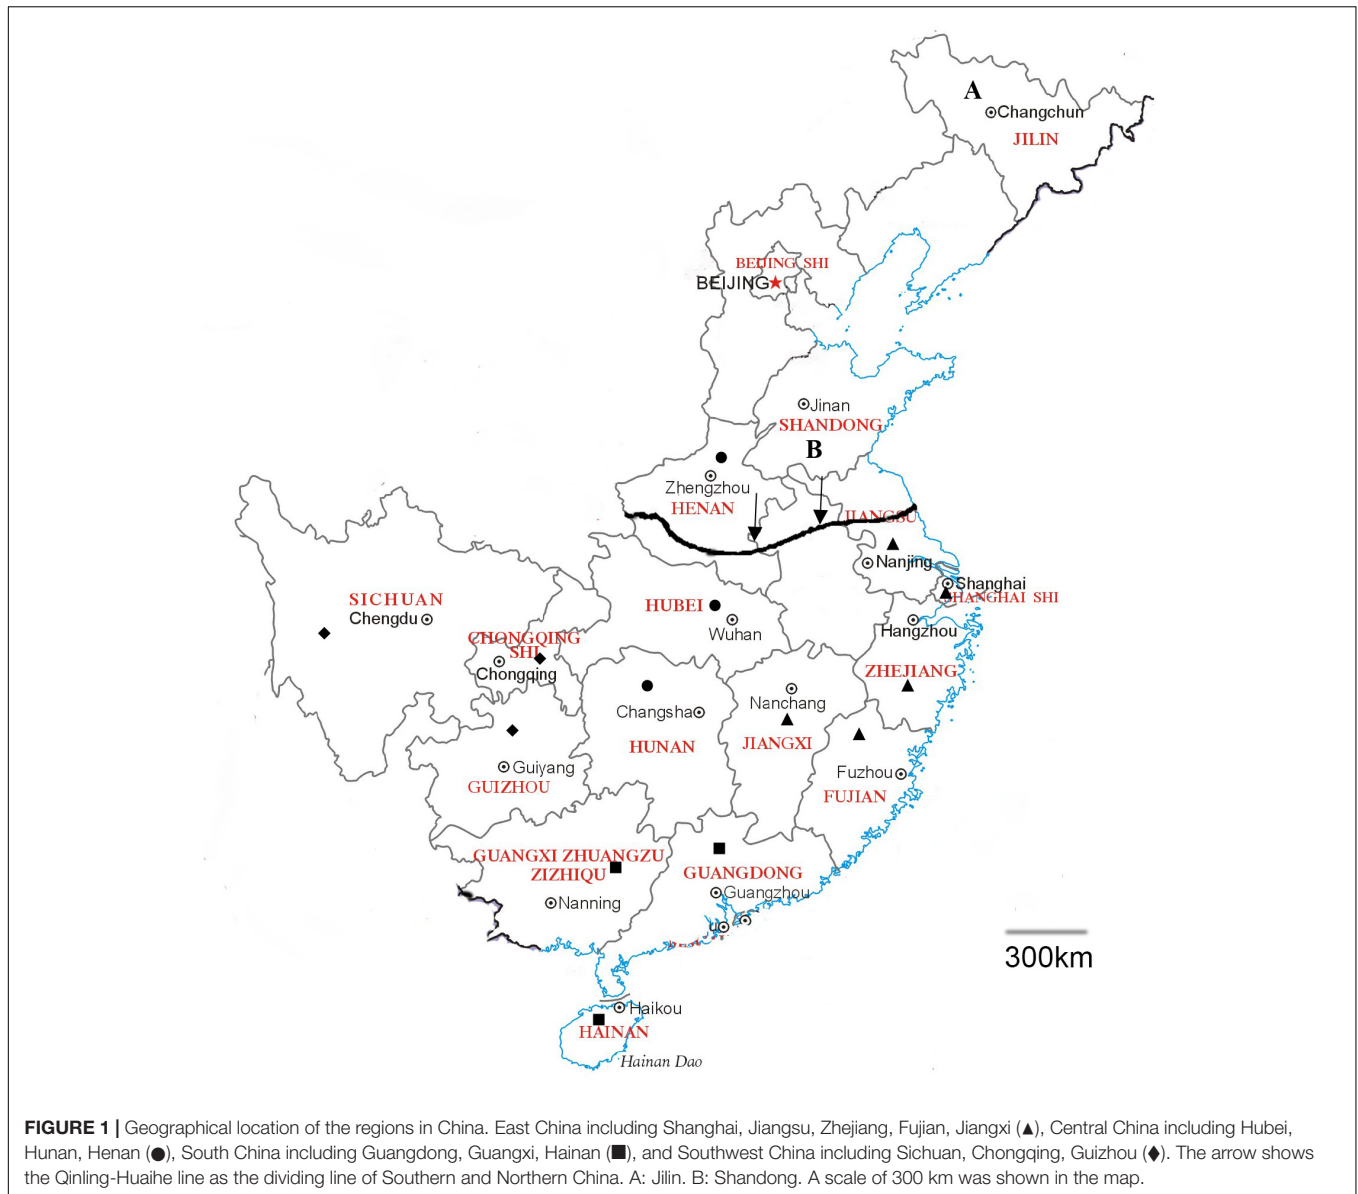 A
Changchun
JILIN
BEIJING SHI
BEIJING
Jinan
SHANDONG
B
Zhengzhou
HENAN
JIANGSU
Nanjing
Shanghai
SHANGHAI SHI
SICHUAN
Chengdu
HUBEI
Wuhan
Hangzhou
CHONGQING
SHI
Chongqing
ZHEJIANG
Nanchang
Changsha
HUNAN
JIANGXI
Guiyang
GUIZHOU
Fuzhou
FUJIAN
GUANGXI ZHUANGZU
ZIZHIQU
GUANGDONG
Guangzhou
Nanning
300km
Haikou
HAINAN
Hainan Dao
FIGURE 1 | Geographical location of the regions in China. East China including Shanghai, Jiangsu, Zhejiang, Fujian, Jiangxi (▲), Central China including Hubei,
Hunan, Henan (●), South China including Guangdong, Guangxi, Hainan (■), and Southwest China including Sichuan, Chongqing, Guizhou (♦). The arrow shows
the Qinling-Huaihe line as the dividing line of Southern and Northern China. A: Jilin. B: Shandong. A scale of 300 km was shown in the map.